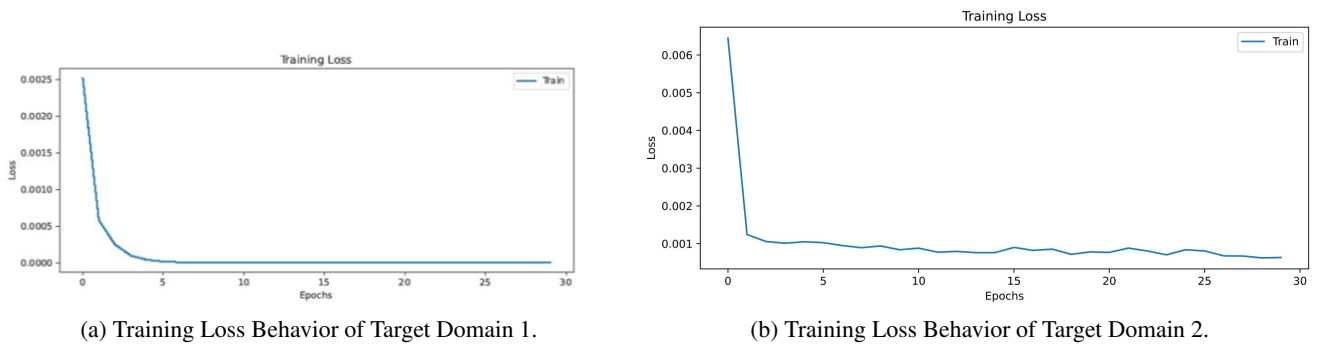 Training Loss
Train
0.0025
0.0020
0.0015
0.0010
0.0005
0.0000
Loss
0 5 10 15 20 25 30
Epochs
(a) Training Loss Behavior of Target Domain 1.
Training Loss
Train
0.006
0.005
0.004
0.003
0.002
0.001
Loss
0 5 10 15 20 25 30
Epochs
(b) Training Loss Behavior of Target Domain 2.